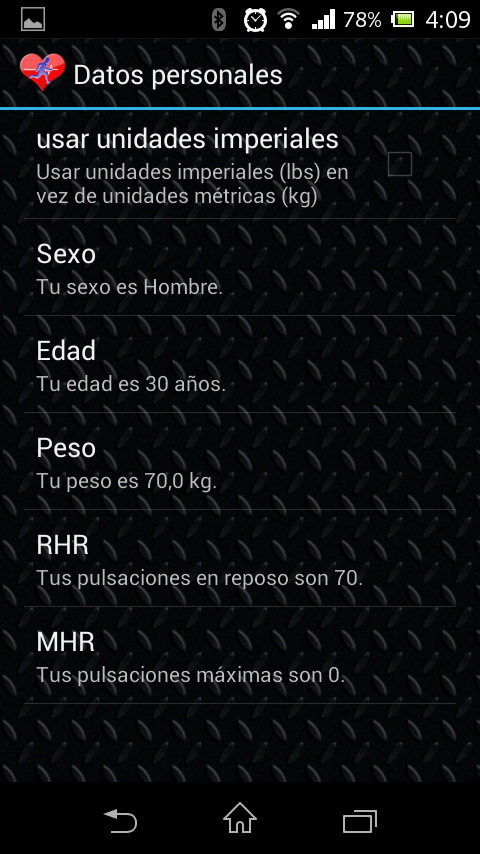 78% 4:09
Datos personales
usar unidades imperiales
Usar unidades imperiales (lbs) en
vez de unidades métricas (kg)
Sexo
Tu sexo es Hombre.
Edad
Tu edad es 30 años.
Peso
Tu peso es 70,0 kg.
RHR
Tus pulsaciones en reposo son 70.
MHR
Tus pulsaciones máximas son 0.